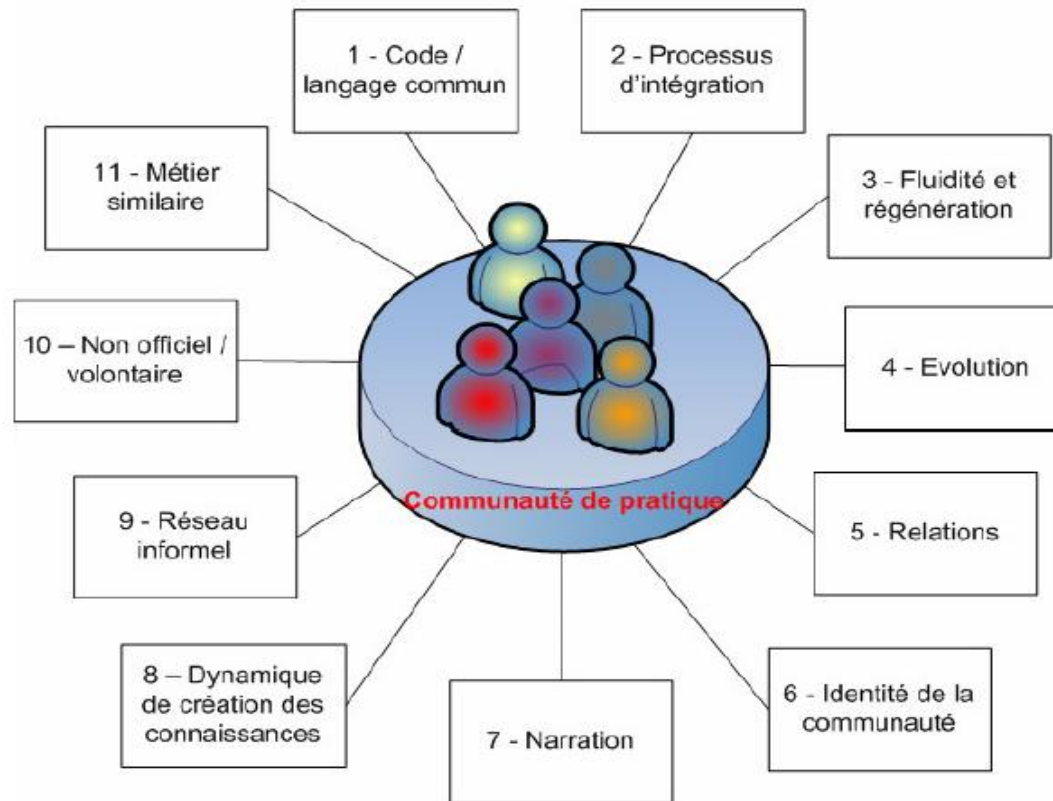 1 - Code /
langage commun
2 - Processus
d'intégration
3 - Fluidité et
régénération
4 - Evolution
5 - Relations
6 - Identité de la
communauté
7 - Narration
8 – Dynamique
de création des
connaissances
9 - Réseau
informel
10 – Non officiel /
volontaire
11 - Métier
similaire
Communauté de pratique